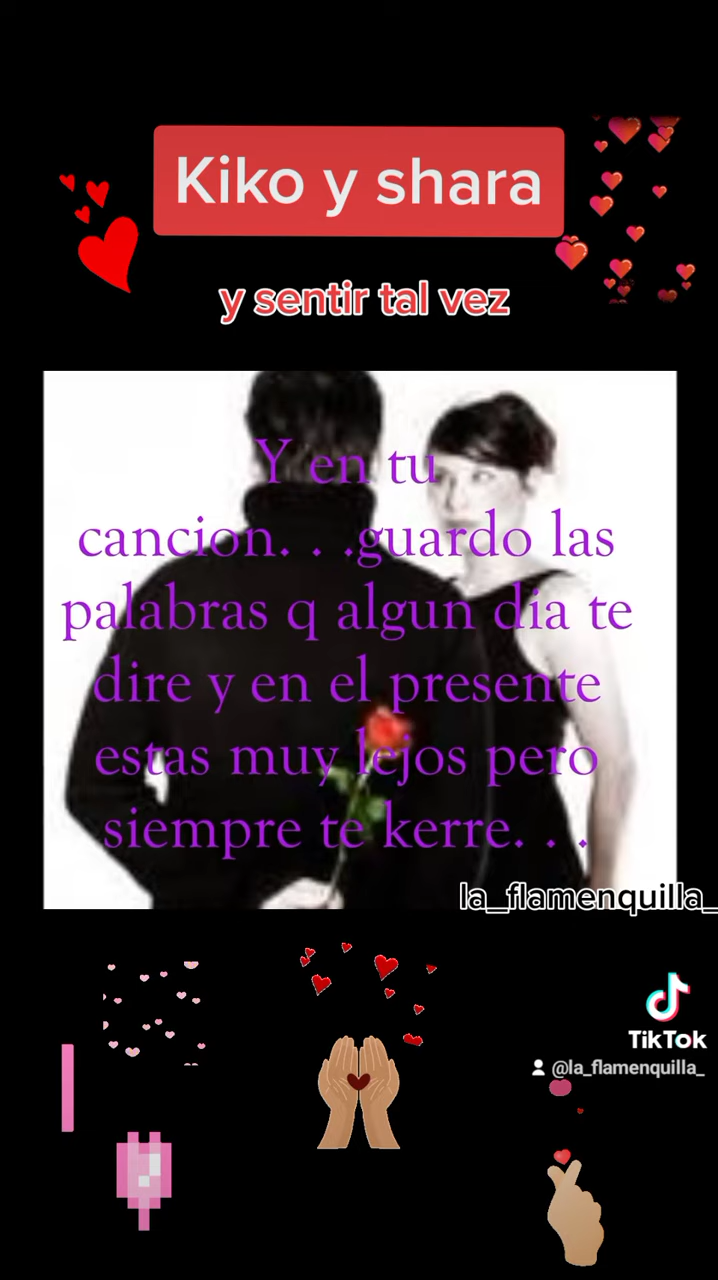 Kiko y shara
y sentir tal vez
Y en tu
cancion. . .guardo las
palabras q algun dia te
dire y en el presente
estas muy lejos pero
siempre te kerre. . .
la_flamenquilla_
TikTok
@la_flamenquilla_